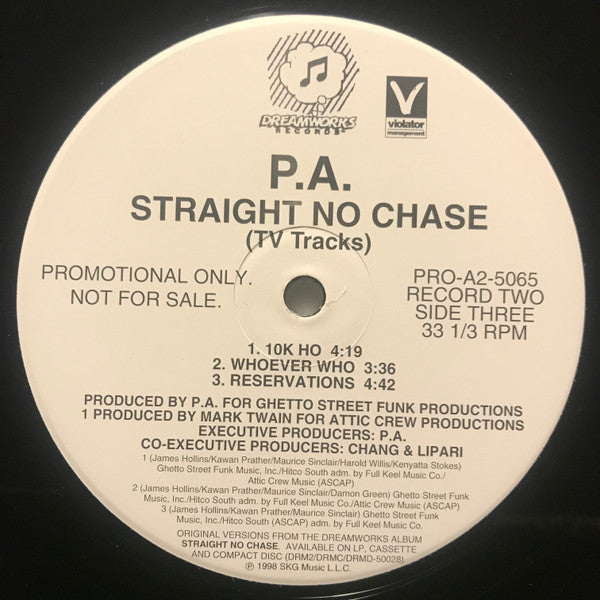 DREAMWORKS
RECORDS
V
violator
management
P.A.
STRAIGHT NO CHASE
(TV Tracks)
PROMOTIONAL ONLY.
NOT FOR SALE.
PRO-A2-5065
RECORD TWO
SIDE THREE
33 1/3 RPM
1. 10K HO 4:19
2. WHOEVER WHO 3:36
3. RESERVATIONS 4:42
PRODUCED BY P.A. FOR GHETTO STREET FUNK PRODUCTIONS
1 PRODUCED BY MARK TWAIN FOR ATTIC CREW PRODUCTIONS
EXECUTIVE PRODUCERS: P.A.
CO-EXECUTIVE PRODUCERS: CHANG & LIPARI
1 (James Hollins/Kawan Prather/Maurice Sinclair/Harold Willis/Kenyatta Stokes)
Ghetto Street Funk Music, Inc./Hitco South adm. by Full Keel Music Co./
Attic Crew Music (ASCAP)
2 (James Hollins/Kawan Prather/Maurice Sinclair/Damon Green) Ghetto Street Funk
Music, Inc./Hitco South adm. by Full Keel Music Co./Attic Crew Music (ASCAP)
3 (James Hollins/Kawan Prather/Maurice Sinclair) Ghetto Street Funk
Music, Inc./Hitco South (ASCAP) adm. by Full Keel Music Co.
ORIGINAL VERSIONS FROM THE DREAMWORKS ALBUM
STRAIGHT NO CHASE. AVAILABLE ON LP, CASSETTE
AND COMPACT DISC (DRM2/DRMC/DRMD-50028)
℗ 1998 SKG Music L.L.C.